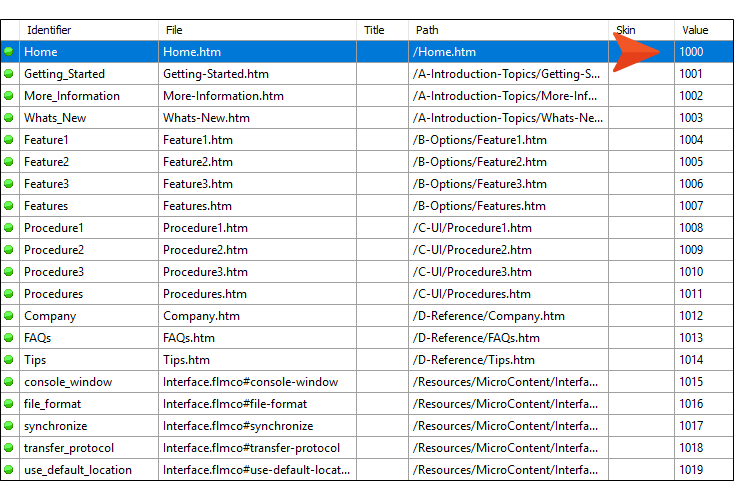 Identifier File Title Path Skin Value
Home Home.htm /Home.htm 1000
Getting_Started Getting-Started.htm /A-Introduction-Topics/Getting-S... 1001
More_Information More-Information.htm /A-Introduction-Topics/More-Inf... 1002
Whats_New Whats-New.htm /A-Introduction-Topics/Whats-Ne... 1003
Feature1 Feature1.htm /B-Options/Feature1.htm 1004
Feature2 Feature2.htm /B-Options/Feature2.htm 1005
Feature3 Feature3.htm /B-Options/Feature3.htm 1006
Features Features.htm /B-Options/Features.htm 1007
Procedure1 Procedure1.htm /C-UI/Procedure1.htm 1008
Procedure2 Procedure2.htm /C-UI/Procedure2.htm 1009
Procedure3 Procedure3.htm /C-UI/Procedure3.htm 1010
Procedures Procedures.htm /C-UI/Procedures.htm 1011
Company Company.htm /D-Reference/Company.htm 1012
FAQs FAQs.htm /D-Reference/FAQs.htm 1013
Tips Tips.htm /D-Reference/Tips.htm 1014
console_window Interface.flmco#console-window /Resources/MicroContent/Interfa... 1015
file_format Interface.flmco#file-format /Resources/MicroContent/Interfa... 1016
synchronize Interface.flmco#synchronize /Resources/MicroContent/Interfa... 1017
transfer_protocol Interface.flmco#transfer-protocol /Resources/MicroContent/Interfa... 1018
use_default_location Interface.flmco#use-default-locat... /Resources/MicroContent/Interfa... 1019